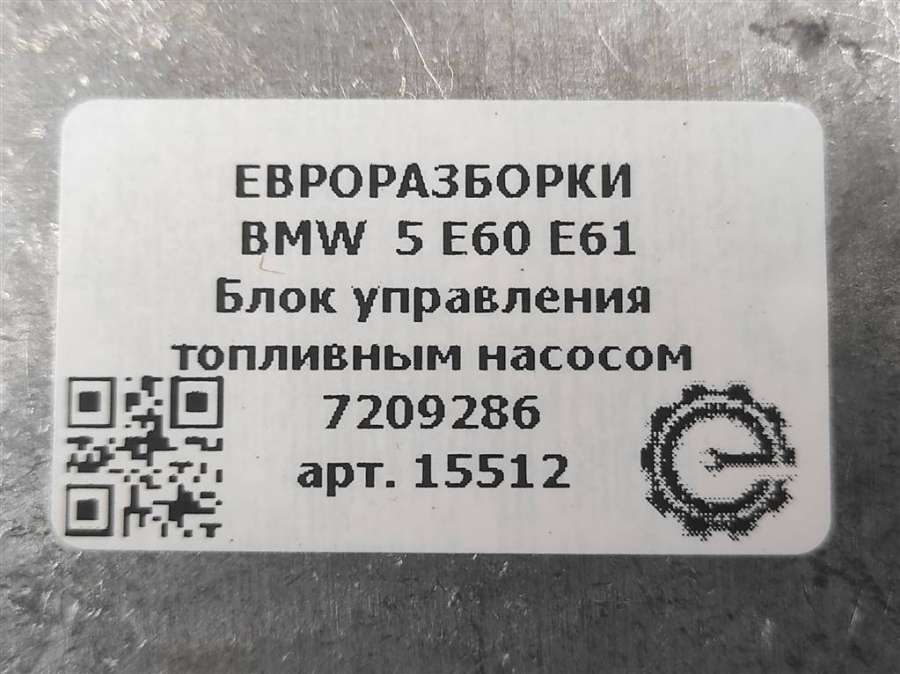 ЕВРОРАЗБОРКИ
BMW 5 E60 E61
Блок управления
топливным насосом
7209286
арт. 15512